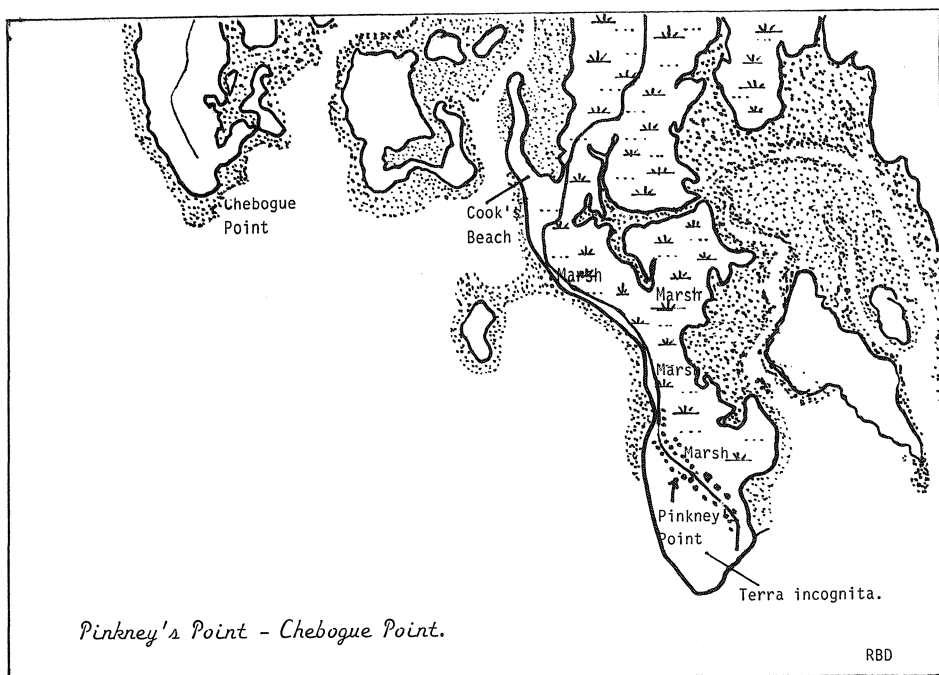 Chebogue
Point
Cook's
Beach
Marsh
Marsh
Marsh
Marsh
Pinkney
Point
Terra incognita.
Pinkney's Point - Chebogue Point.
RBD